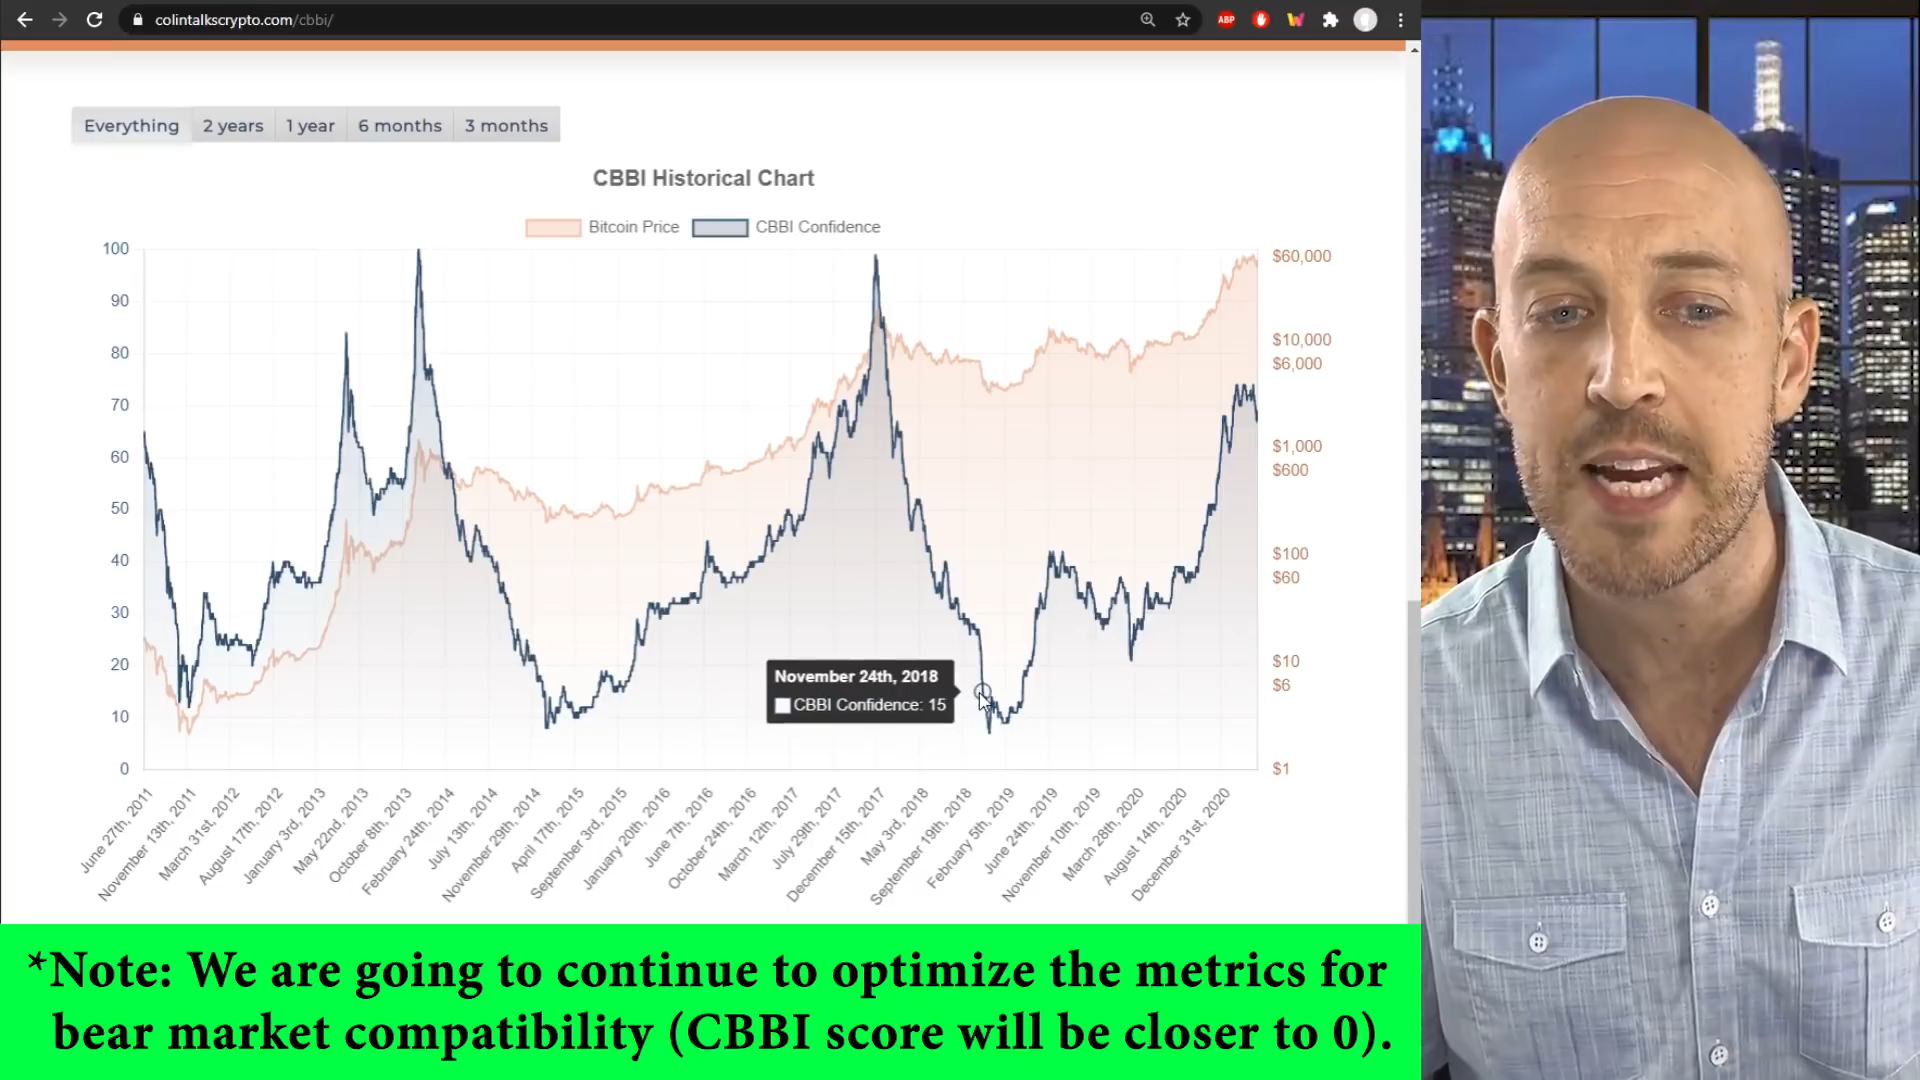 colintalkscrypto.com/cbbi/
ABP
Everything 2 years 1 year 6 months 3 months
CBBI Historical Chart
Bitcoin Price CBBI Confidence
100
90
80
70
60
50
40
30
20
10
0
$60,000
$10,000
$6,000
$1,000
$600
$100
$60
$10
$6
$1
November 24th, 2018
CBBI Confidence: 15
June 27th, 2011
November 13th, 2011
March 31st, 2012
August 17th, 2012
January 3rd, 2013
May 22nd, 2013
October 8th, 2013
February 24th, 2014
July 13th, 2014
November 29th, 2014
April 17th, 2015
September 3rd, 2015
January 20th, 2016
June 7th, 2016
October 24th, 2016
March 12th, 2017
July 29th, 2017
December 15th, 2017
May 3rd, 2018
September 19th, 2018
February 5th, 2019
June 24th, 2019
November 10th, 2019
March 28th, 2020
August 14th, 2020
December 31st, 2020
*Note: We are going to continue to optimize the metrics for
bear market compatibility (CBBI score will be closer to 0).